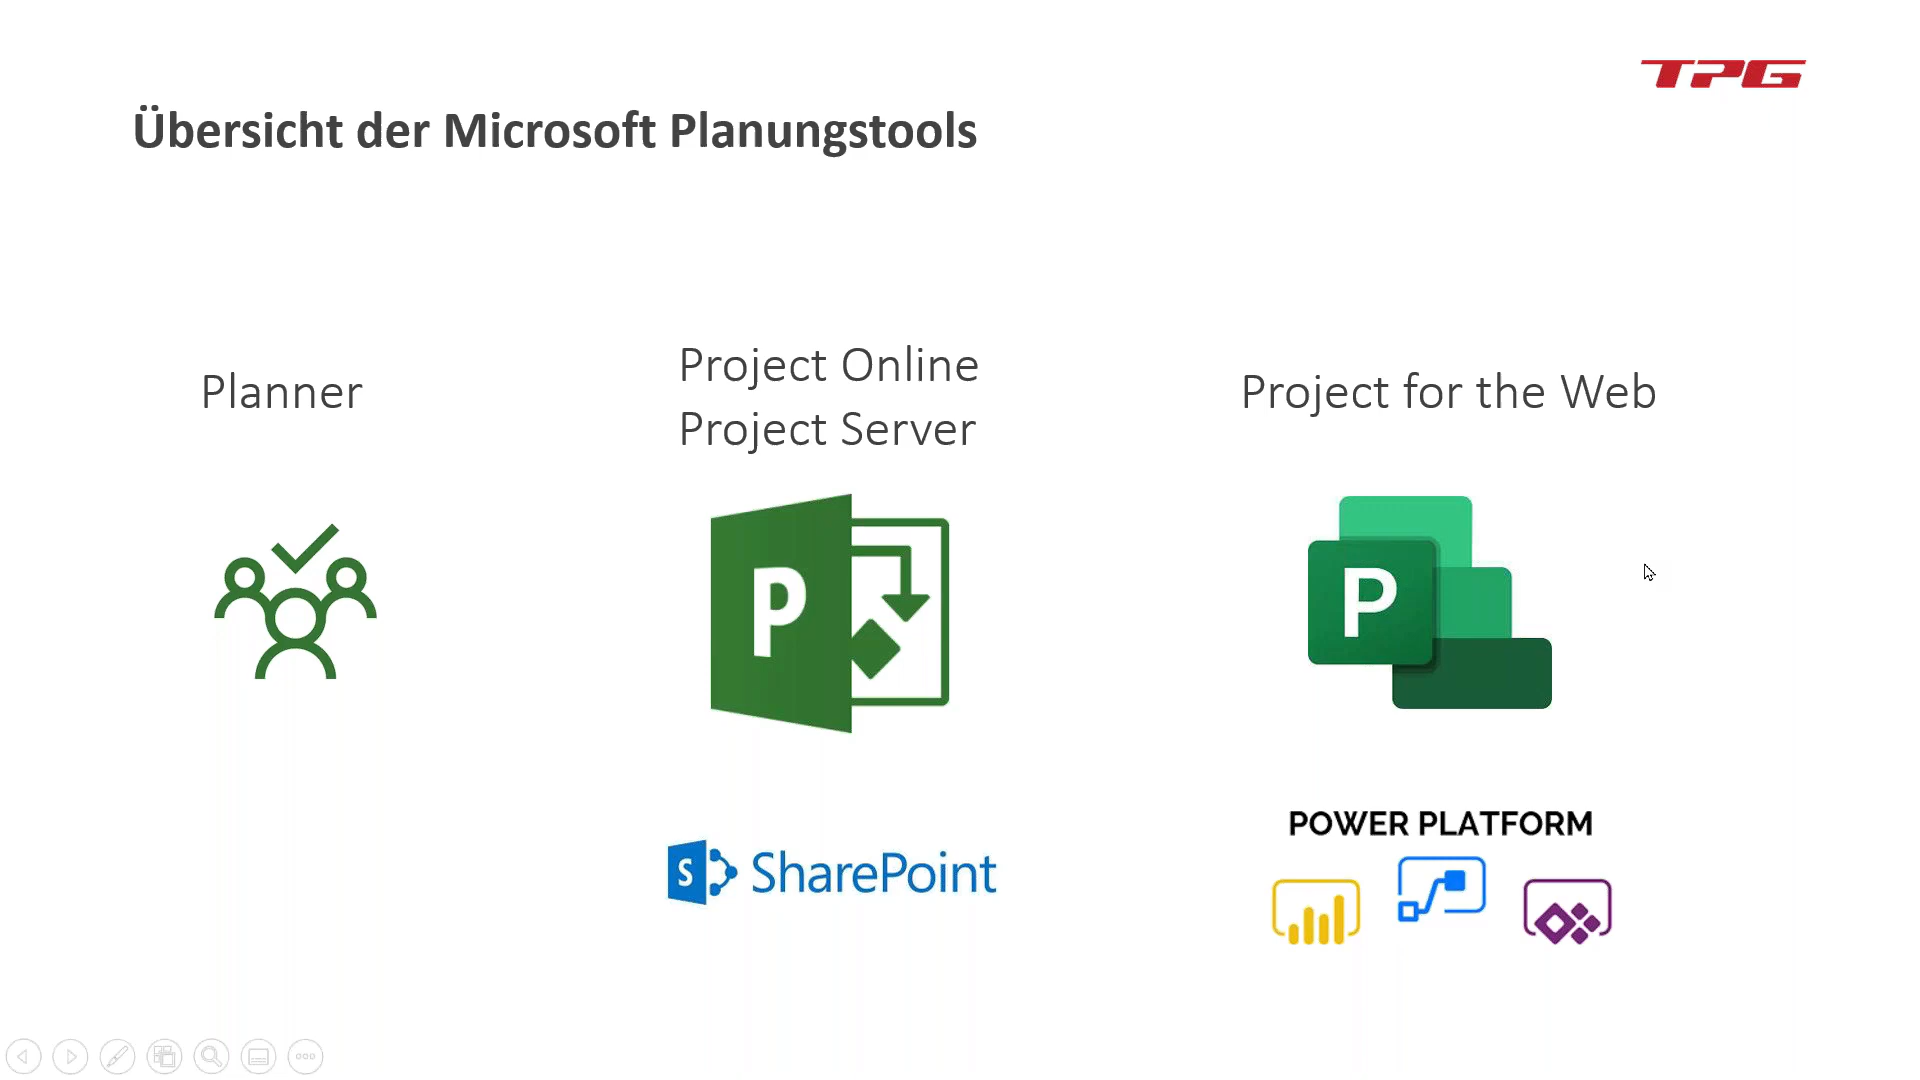 TPG
Übersicht der Microsoft Planungstools
Planner
Project Online
Project Server
Project for the Web
P
P
S SharePoint
POWER PLATFORM